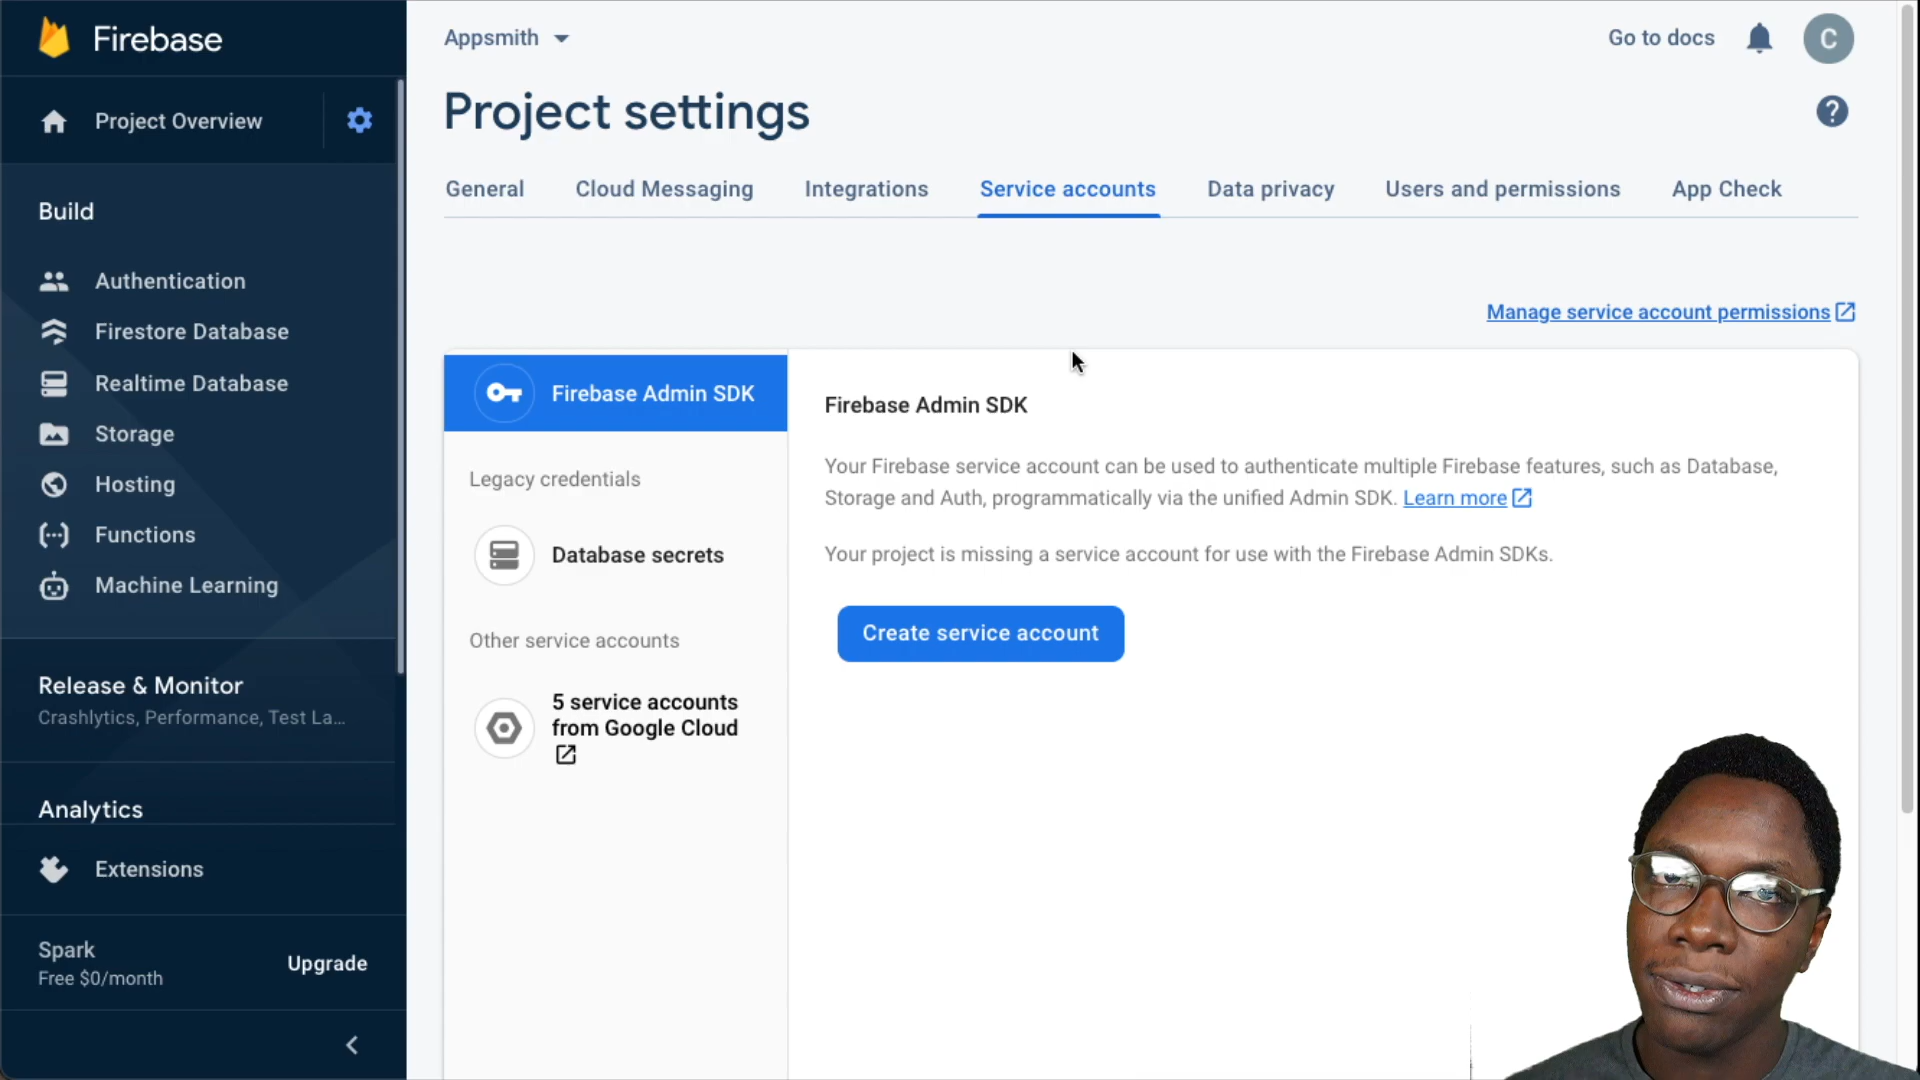 Firebase
Project Overview
Build
Authentication
Firestore Database
Realtime Database
Storage
Hosting
Functions
Machine Learning
Release & Monitor
Crashlytics, Performance, Test La...
Analytics
Extensions
Spark
Free $0/month
Upgrade
Appsmith
Go to docs
C
Project settings
?
General
Cloud Messaging
Integrations
Service accounts
Data privacy
Users and permissions
App Check
Manage service account permissions
Firebase Admin SDK
Legacy credentials
Database secrets
Other service accounts
5 service accounts
from Google Cloud
Firebase Admin SDK
Your Firebase service account can be used to authenticate multiple Firebase features, such as Database,
Storage and Auth, programmatically via the unified Admin SDK. Learn more
Your project is missing a service account for use with the Firebase Admin SDKs.
Create service account